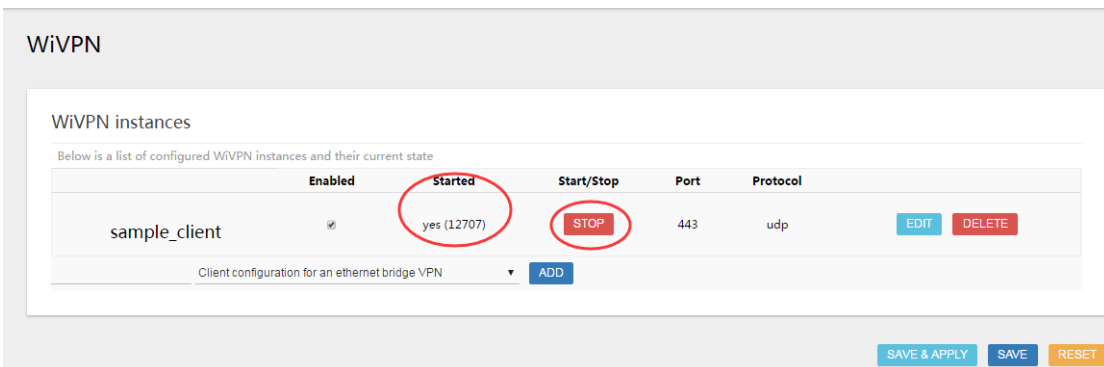 WiVPN
WiVPN instances
Below is a list of configured WiVPN instances and their current state
Enabled Started Start/Stop Port Protocol
sample_client yes (12707) STOP 443 udp EDIT DELETE
Client configuration for an ethernet bridge VPN ADD
SAVE & APPLY SAVE RESET